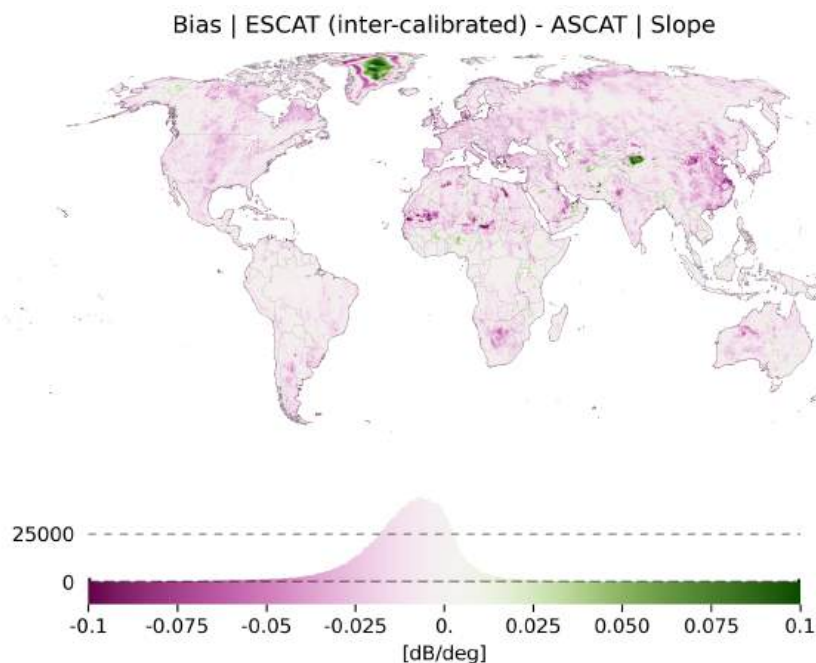 Bias | ESCAT (inter-calibrated) - ASCAT | Slope
25000
0
-0.1 -0.075 -0.05 -0.025 0. 0.025 0.050 0.075 0.1
[dB/deg]